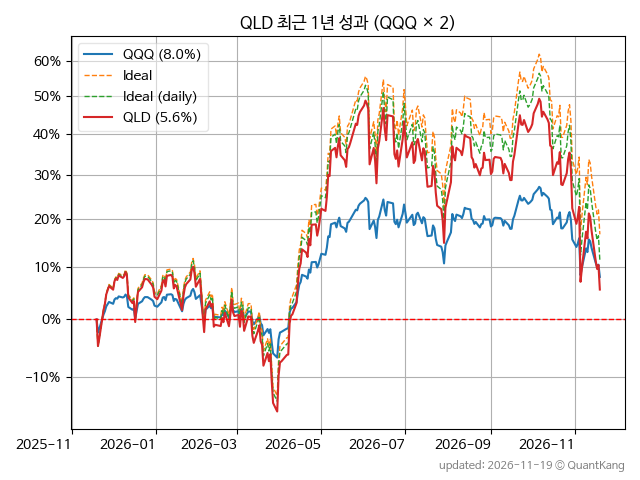 QLD 최근 1년 성과 (QQQ × 2)
QQQ (8.0%)
Ideal
Ideal (daily)
QLD (5.6%)
60%
50%
40%
30%
20%
10%
0%
−10%
2025-11
2026-01
2026-03
2026-05
2026-07
2026-09
2026-11
updated: 2026-11-19 © QuantKang